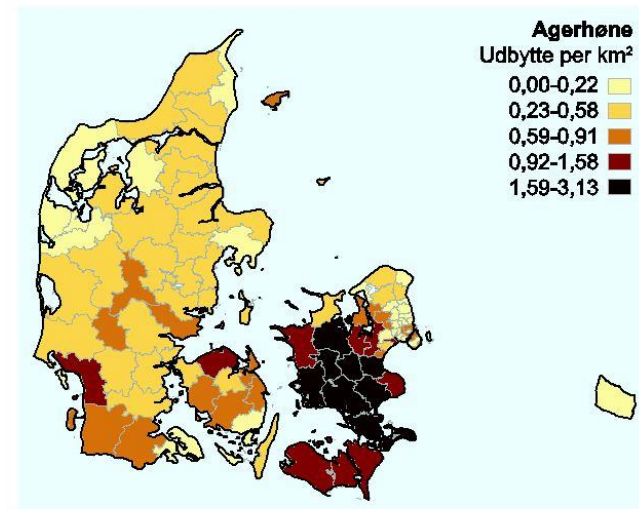 Agerhøne
Udbytte per km²
0,00-0,22
0,23-0,58
0,59-0,91
0,92-1,58
1,59-3,13